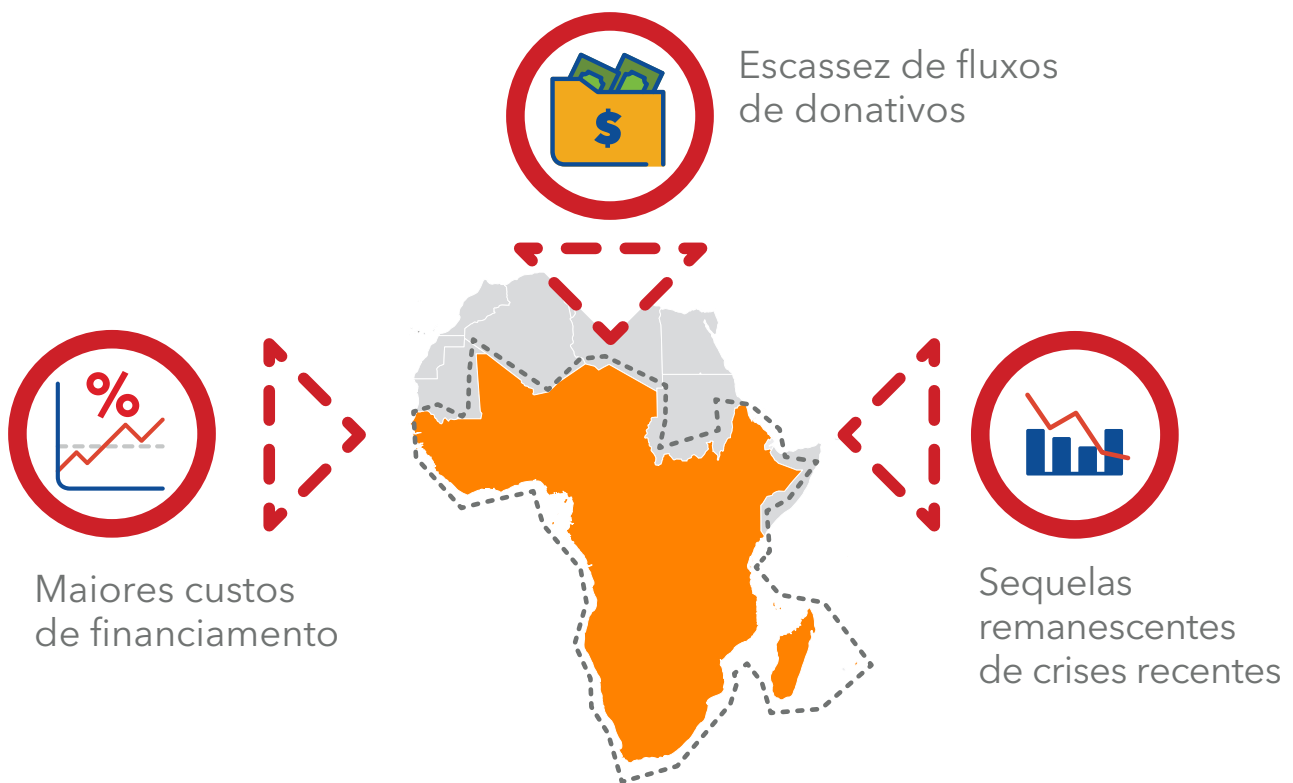 Escassez de fluxos
de donativos
$
%
Maiores custos
de financiamento
Sequelas
remanescentes
de crises recentes